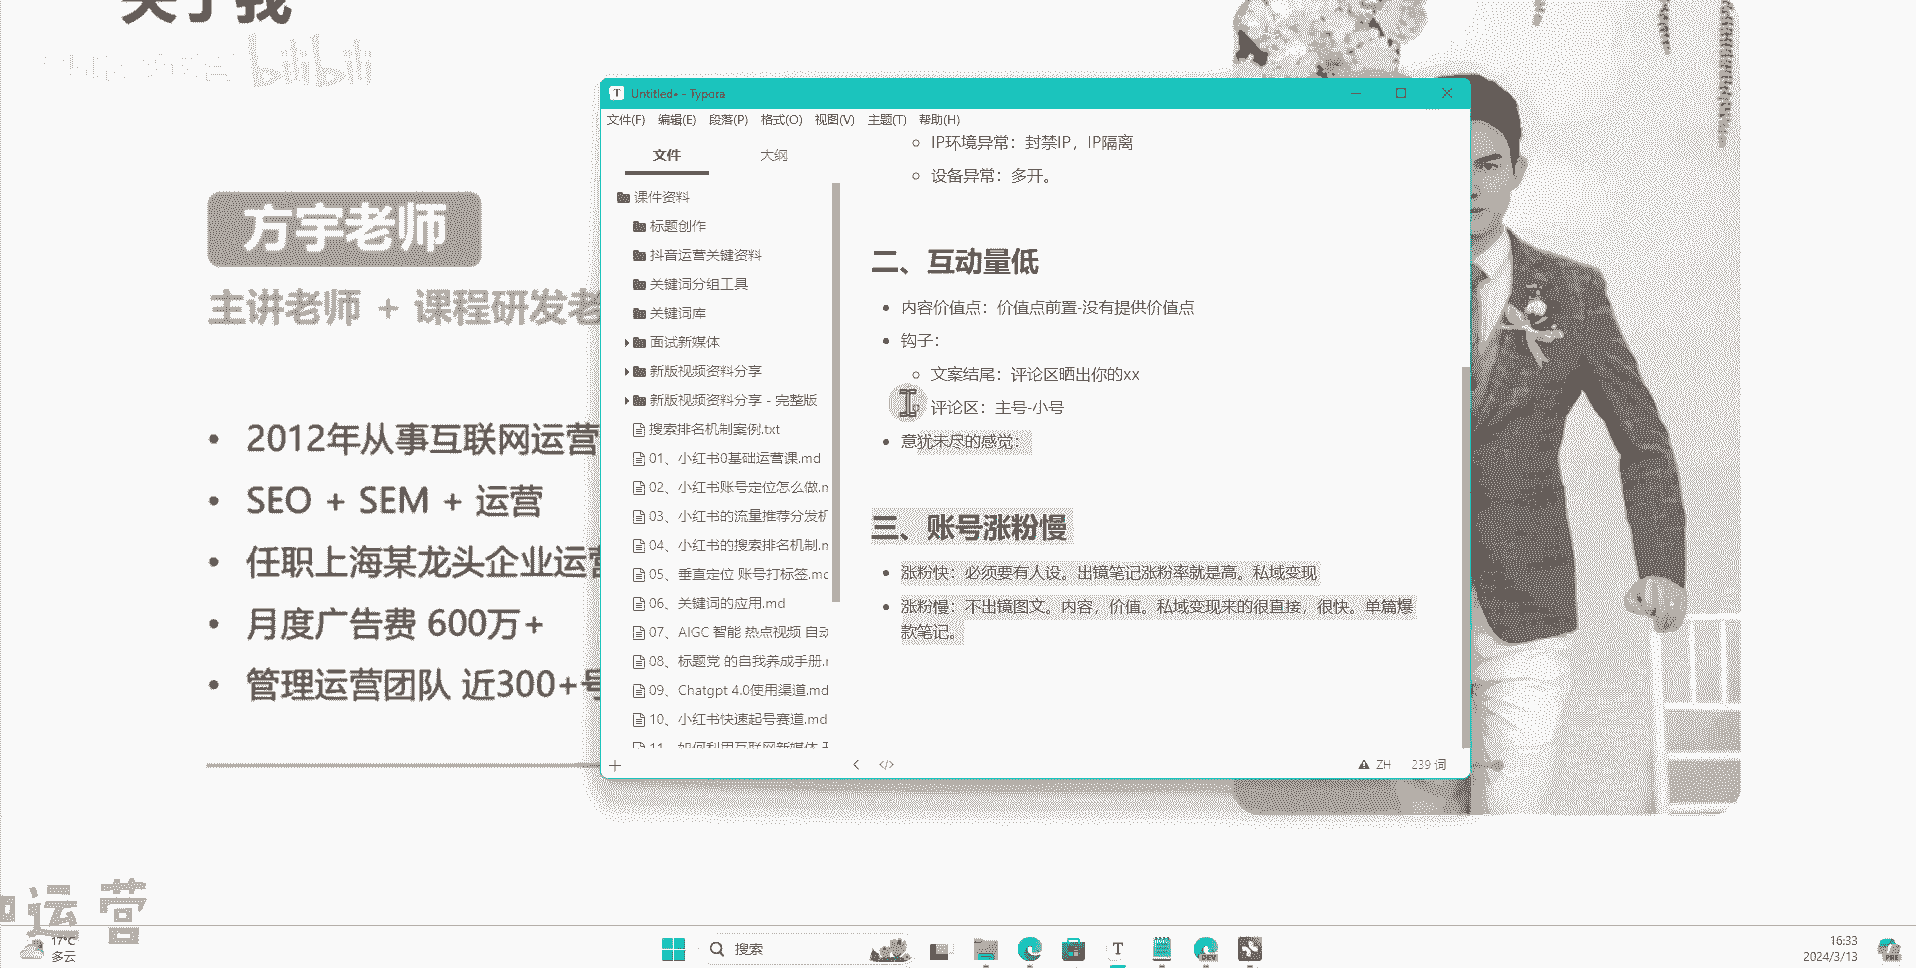 关于我
bilibili
方宇老师
主讲老师 + 课程研发老
2012年从事互联网运营
SEO + SEM + 运营
任职上海某龙头企业运营
月度广告费 600万+
管理运营团队 近300+号
Untitled• - Typora
文件(F) 编辑(E) 段落(P) 格式(O) 视图(V) 主题(T) 帮助(H)
文件 大纲
课件资料
标题创作
抖音运营关键资料
关键词分组工具
关键词库
面试新媒体
新版视频资料分享
新版视频资料分享 - 完整版
搜索排名机制案例.txt
01、小红书0基础运营课.md
02、小红书账号定位怎么做.m
03、小红书的流量推荐分发机
04、小红书的搜索排名机制.m
05、垂直定位 账号打标签.md
06、关键词的应用.md
07、AIGC 智能 热点视频 自动
08、标题党 的自我养成手册.m
09、Chatgpt 4.0使用渠道.md
10、小红书快速起号赛道.md
11、如何利用互联网新媒体
IP环境异常：封禁IP，IP隔离
设备异常：多开。
二、互动量低
内容价值点：价值点前置-没有提供价值点
钩子：
文案结尾：评论区晒出你的xx
评论区：主号-小号
意犹未尽的感觉：
三、账号涨粉慢
涨粉快：必须要有人设。出镜笔记涨粉率就是高。私域变现
涨粉慢：不出镜图文。内容，价值。私域变现来的很直接，很快。单篇爆
款笔记。
ZH 239 词
运营
17°C
多云
搜索
T
DEV
16:33
2024/3/13
PRE